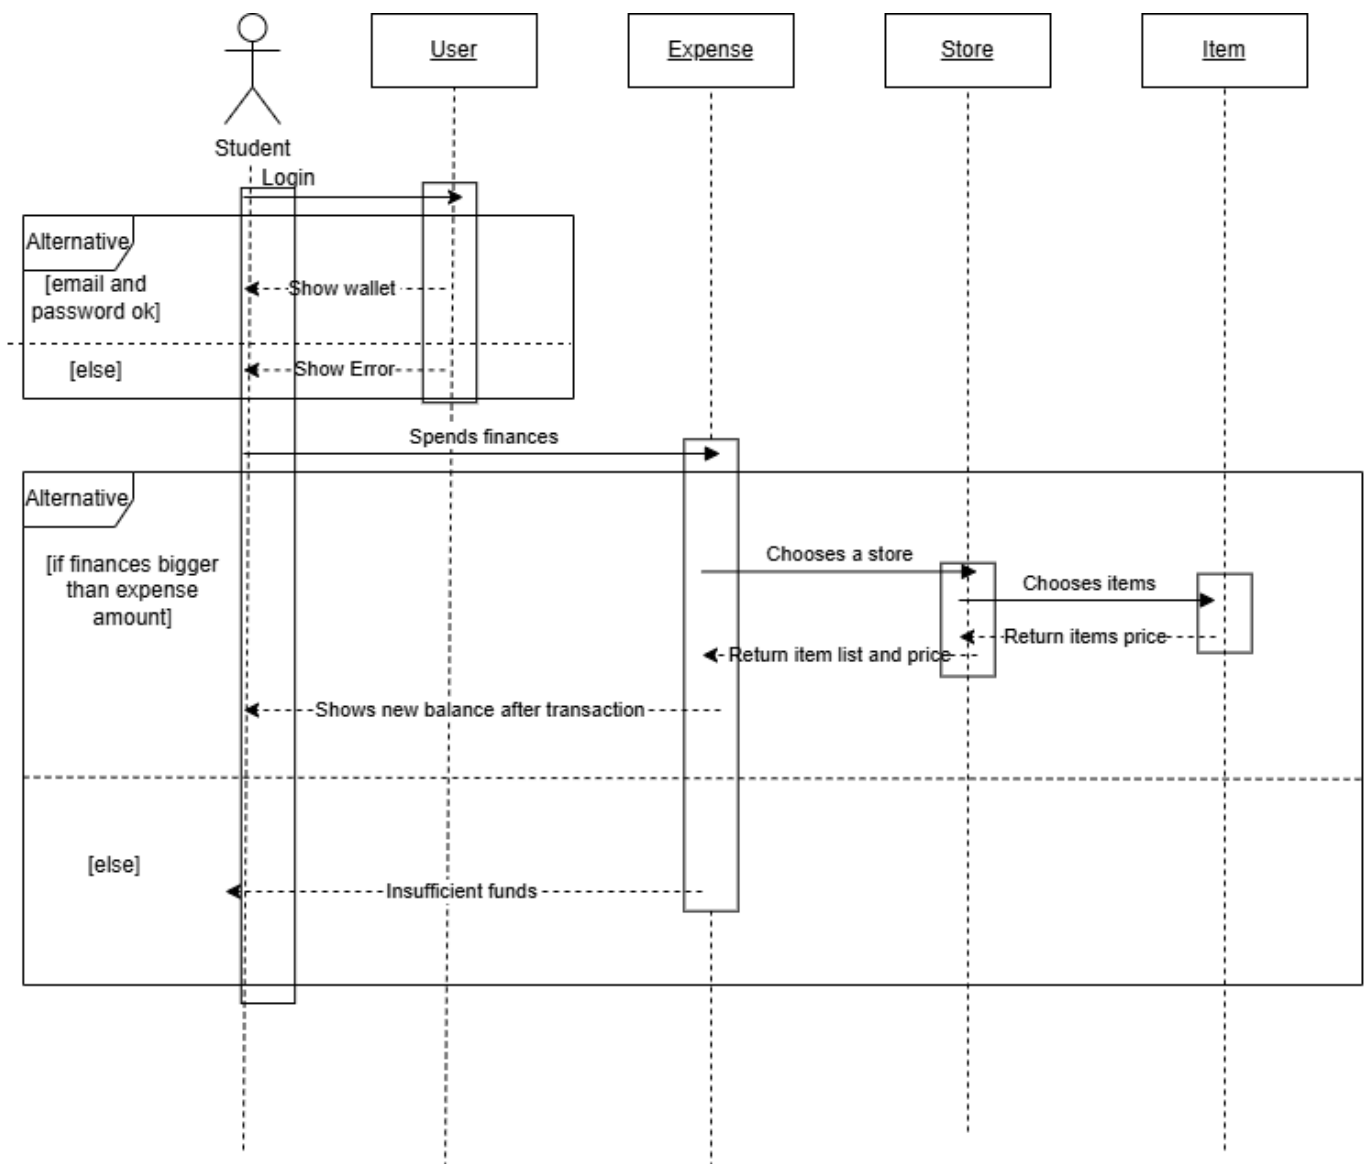 User
Expense
Store
Item
Student
Login
Alternative
[email and
password ok]
Show wallet
[else]
Show Error
Spends finances
Alternative
[if finances bigger
than expense
amount]
Chooses a store
Chooses items
Return items price
Return item list and price
Shows new balance after transaction
[else]
Insufficient funds